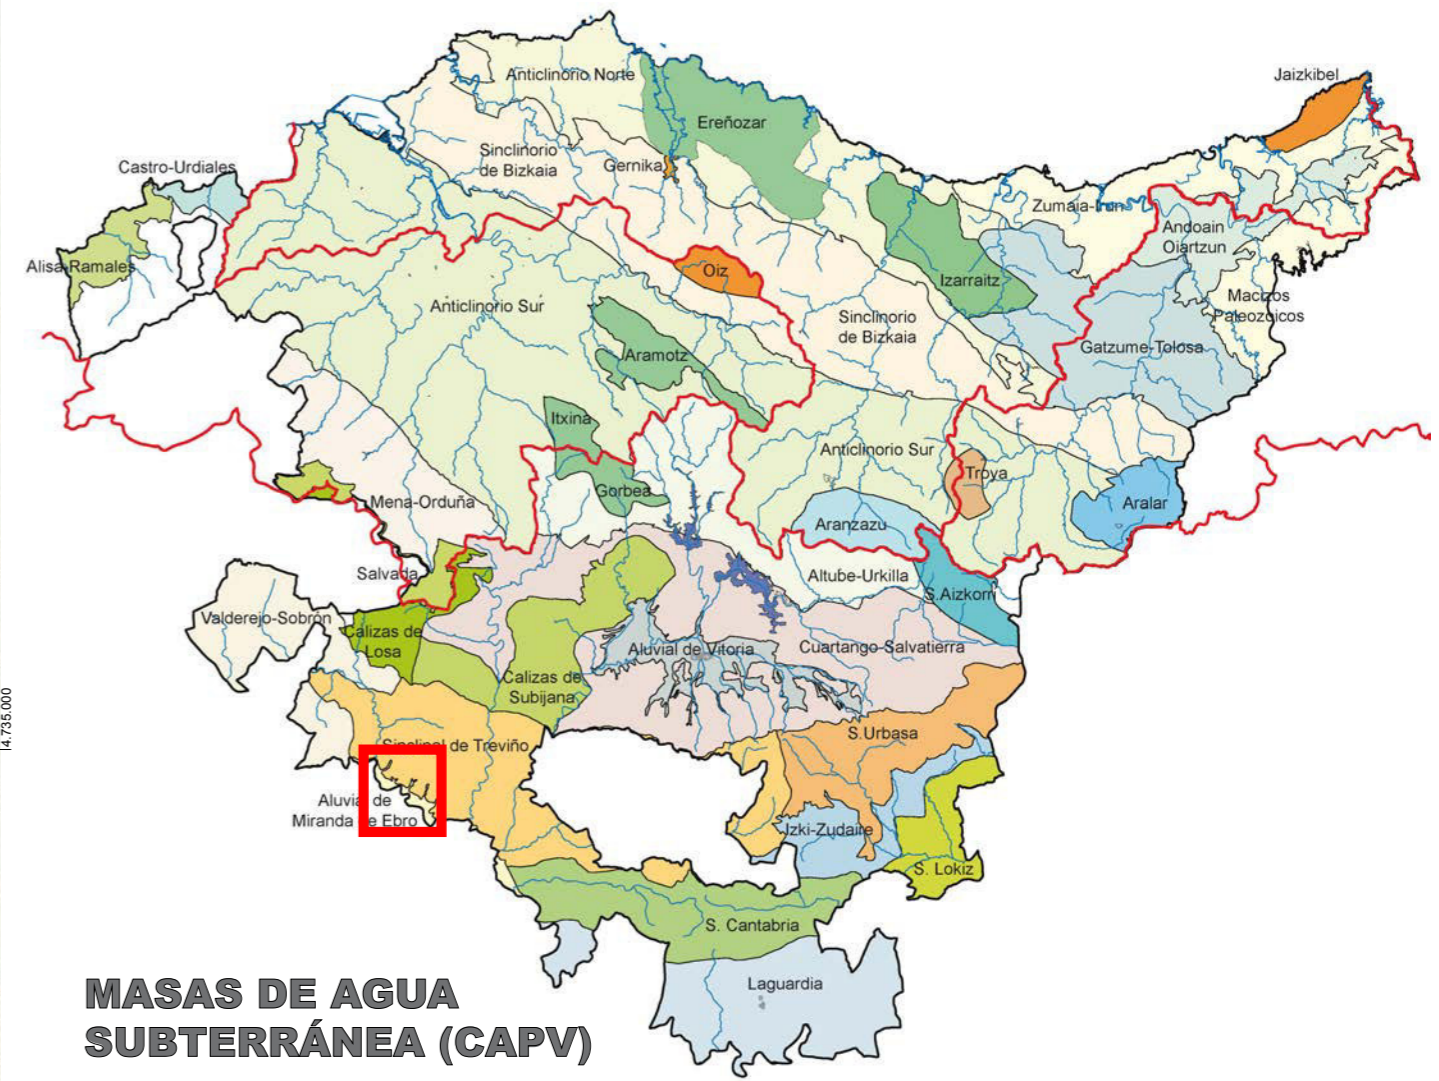 Jaizkibel
Anticlinorio Norte
Ereñozar
Sinclinorio
de Bizkaia
Gernika
Castro-Urdiales
Zumaia-Irun
Andoain
Oiartzun
Alisa-Ramales
Oiz
Izarraitz
Macizos
Paleozoicos
Anticlinorio Sur
Sinclinorio
de Bizkaia
Gatzume-Tolosa
Aramotz
Itxina
Anticlinorio Sur
Troya
Gorbea
Mena-Orduña
Aralar
Aranzazu
Salvada
Altube-Urkilla
S.Aizkorri
Valderejo-Sobrón
Calizas de
Losa
Aluvial de Vitoria
Cuartango-Salvatierra
Calizas de
Subijana
4.735.000
S.Urbasa
Sinclinal de Treviño
Aluvial de
Miranda de Ebro
Izki-Zudaire
S. Lokiz
S. Cantabria
Laguardia
MASAS DE AGUA
SUBTERRÁNEA (CAPV)